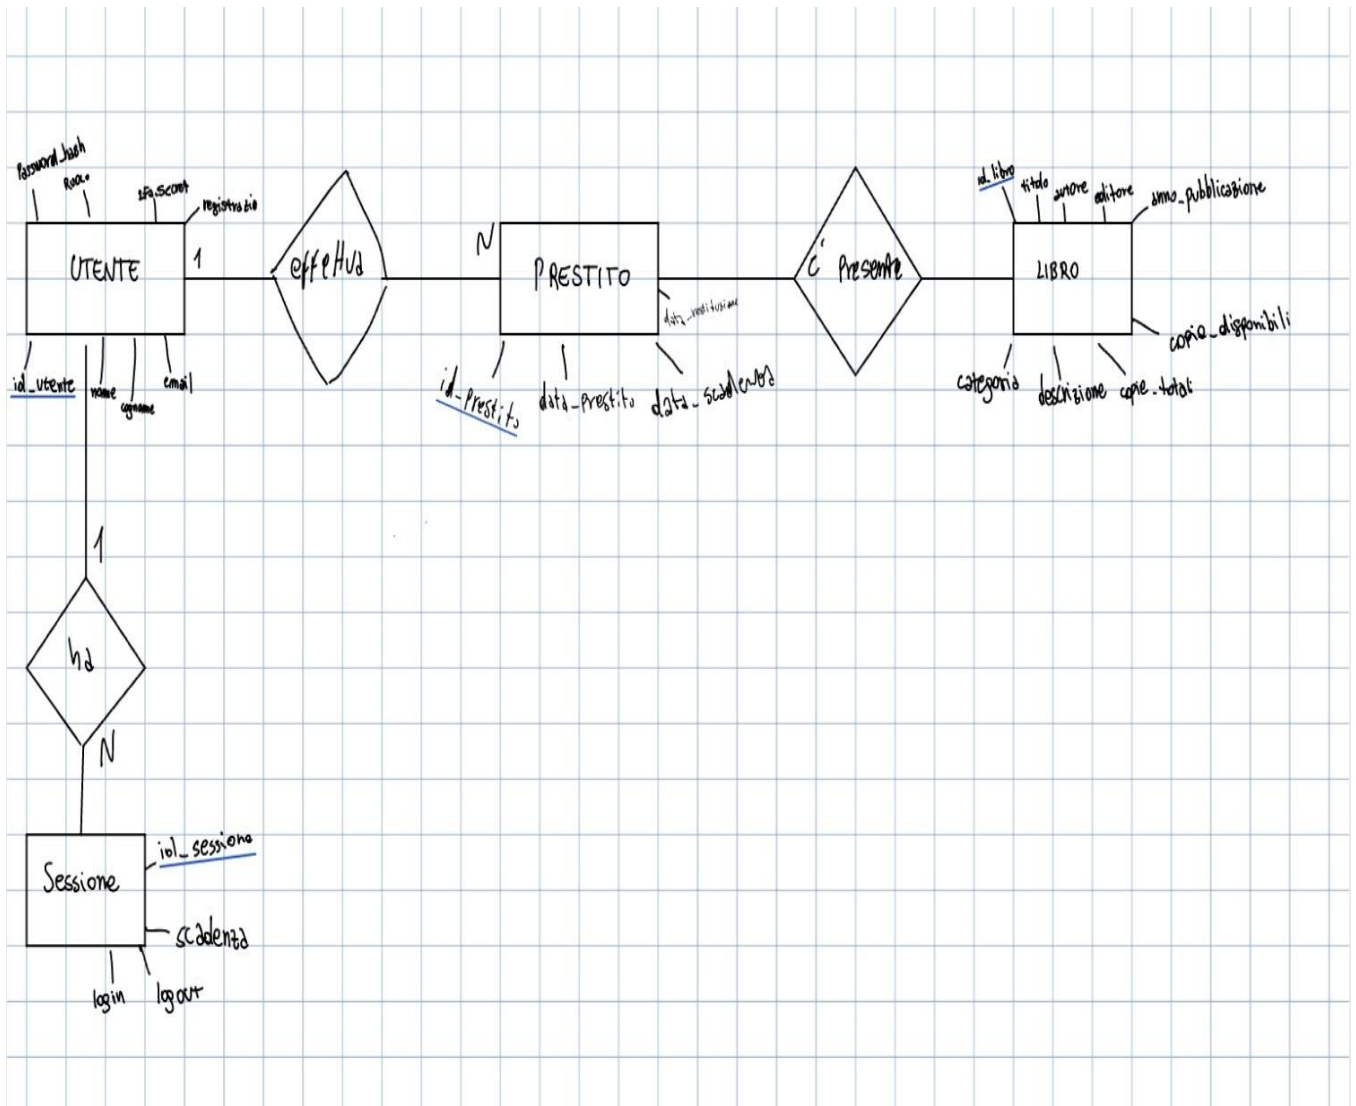 Password_hash
Ruolo
registrazio
UTENTE
1
effettua
N
PRESTITO
è Presente
LIBRO
id_libro
titolo
autore
editore
anno_pubblicazione
id_utente
nome
cognome
email
data_restituzione
id_prestito
data_prestito
data_scadenza
categoria
descrizione
copie_totali
copie_disponibili
1
ha
N
Sessione
id_sessione
scadenza
login
logout